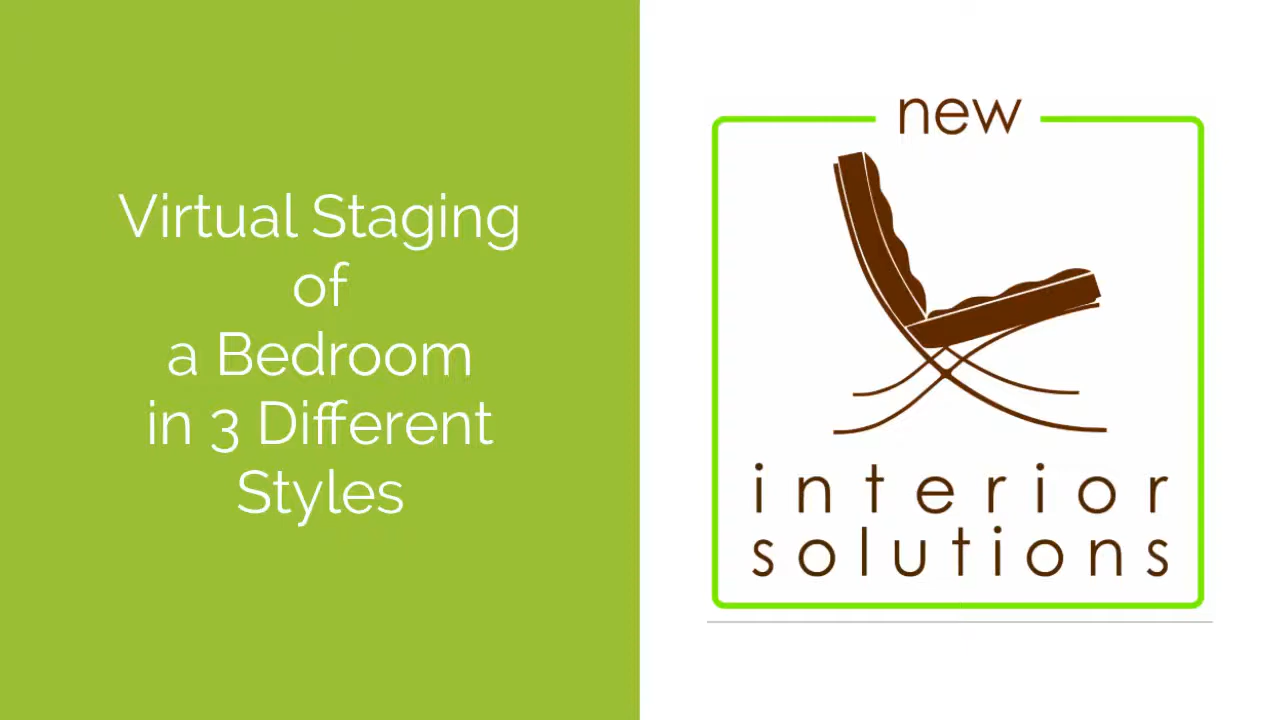 Virtual Staging
of
a Bedroom
in 3 Different
Styles
new
interior
solutions